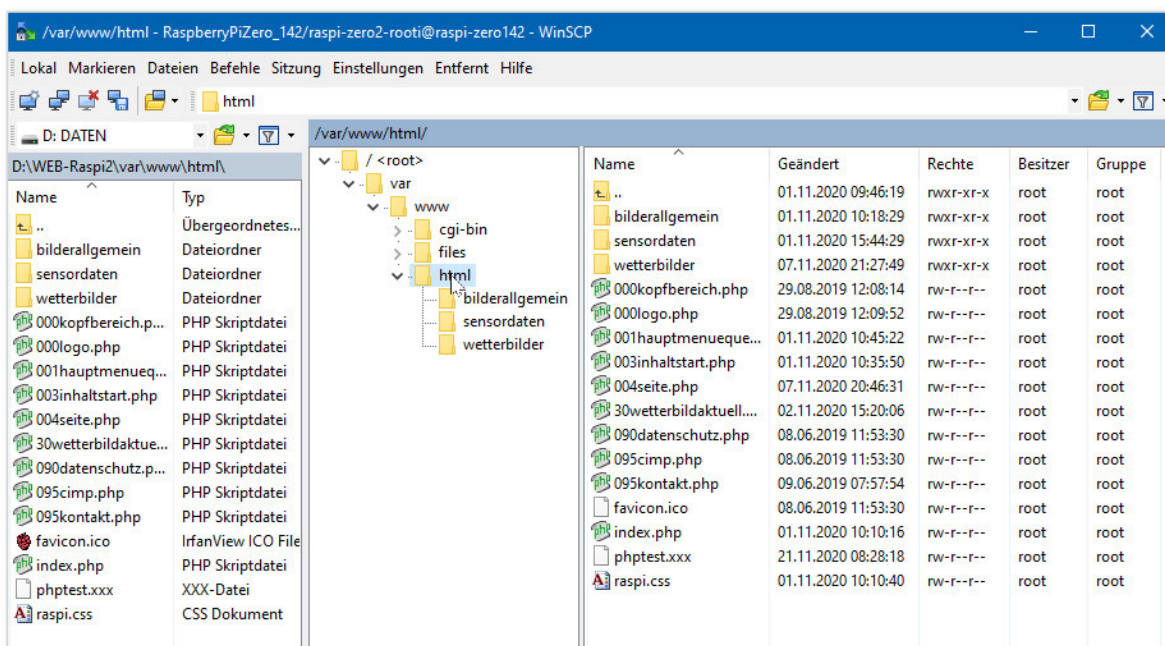 /var/www/html - RaspberryPiZero_142/raspi-zero2-rooti@raspi-zero142 - WinSCP
Lokal Markieren Dateien Befehle Sitzung Einstellungen Entfernt Hilfe
html
D: DATEN
D:\WEB-Raspi2\var\www\html\
Name Typ
.. Übergeordnetes...
bilderallgemein Dateiordner
sensordaten Dateiordner
wetterbilder Dateiordner
000kopfbereich.p... PHP Skriptdatei
000logo.php PHP Skriptdatei
001hauptmenueq... PHP Skriptdatei
003inhaltstart.php PHP Skriptdatei
004seite.php PHP Skriptdatei
30wetterbildaktue... PHP Skriptdatei
090datenschutz.p... PHP Skriptdatei
095cimp.php PHP Skriptdatei
095kontakt.php PHP Skriptdatei
favicon.ico IrfanView ICO File
index.php PHP Skriptdatei
phptest.xxx XXX-Datei
raspi.css CSS Dokument
/var/www/html/
/ <root>
var
www
cgi-bin
files
html
bilderallgemein
sensordaten
wetterbilder
Name Geändert Rechte Besitzer Gruppe
.. 01.11.2020 09:46:19 rwxr-xr-x root root
bilderallgemein 01.11.2020 10:18:29 rwxr-xr-x root root
sensordaten 01.11.2020 15:44:29 rwxr-xr-x root root
wetterbilder 07.11.2020 21:27:49 rwxr-xr-x root root
000kopfbereich.php 29.08.2019 12:08:14 rw-r--r-- root root
000logo.php 29.08.2019 12:09:52 rw-r--r-- root root
001hauptmenueque... 01.11.2020 10:45:22 rw-r--r-- root root
003inhaltstart.php 01.11.2020 10:35:50 rw-r--r-- root root
004seite.php 07.11.2020 20:46:31 rw-r--r-- root root
30wetterbildaktuell.... 02.11.2020 15:20:06 rw-r--r-- root root
090datenschutz.php 08.06.2019 11:53:30 rw-r--r-- root root
095cimp.php 08.06.2019 11:53:30 rw-r--r-- root root
095kontakt.php 09.06.2019 07:57:54 rw-r--r-- root root
favicon.ico 08.06.2019 11:53:30 rw-r--r-- root root
index.php 01.11.2020 10:10:16 rw-r--r-- root root
phptest.xxx 21.11.2020 08:28:18 rw-r--r-- root root
raspi.css 01.11.2020 10:10:40 rw-r--r-- root root